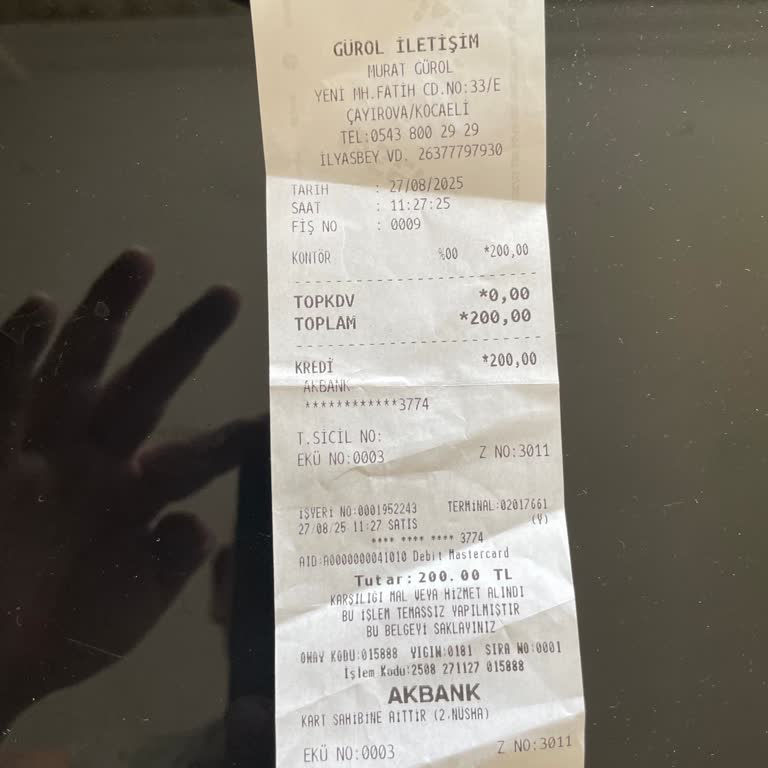 GÜROL İLETİŞİM
MURAT GÜROL
YENİ MH.FATİH CD.NO:33/E
ÇAYIROVA/KOCAELİ
TEL:0543 800 29 29
İLYASBEY VD. 26377797930
TARİH : 27/08/2025
SAAT : 11:27:25
FİŞ NO : 0009
KONTÖR %00 *200,00
TOPKDV *0,00
TOPLAM *200,00
KREDİ *200,00
AKBANK
************3774
T.SİCİL NO:
EKÜ NO:0003 Z NO:3011
İŞYERİ NO:0001952243 TERMİNAL:02017661
27/08/25 11:27 SATIS (Y)
**** **** **** 3774
AID:A0000000041010 Debit Mastercard
Tutar: 200.00 TL
KARŞILIĞI MAL VEYA HİZMET ALINDI
BU İŞLEM TEMASSIZ YAPILMIŞTIR
BU BELGEYİ SAKLAYINIZ
ONAY KODU:015888 YIGIN:0181 SIRA NO:0001
İşlem Kodu:2508 271127 015888
AKBANK
KART SAHİBİNE AİTTİR (2.NÜSHA)
EKÜ NO:0003 Z NO:3011